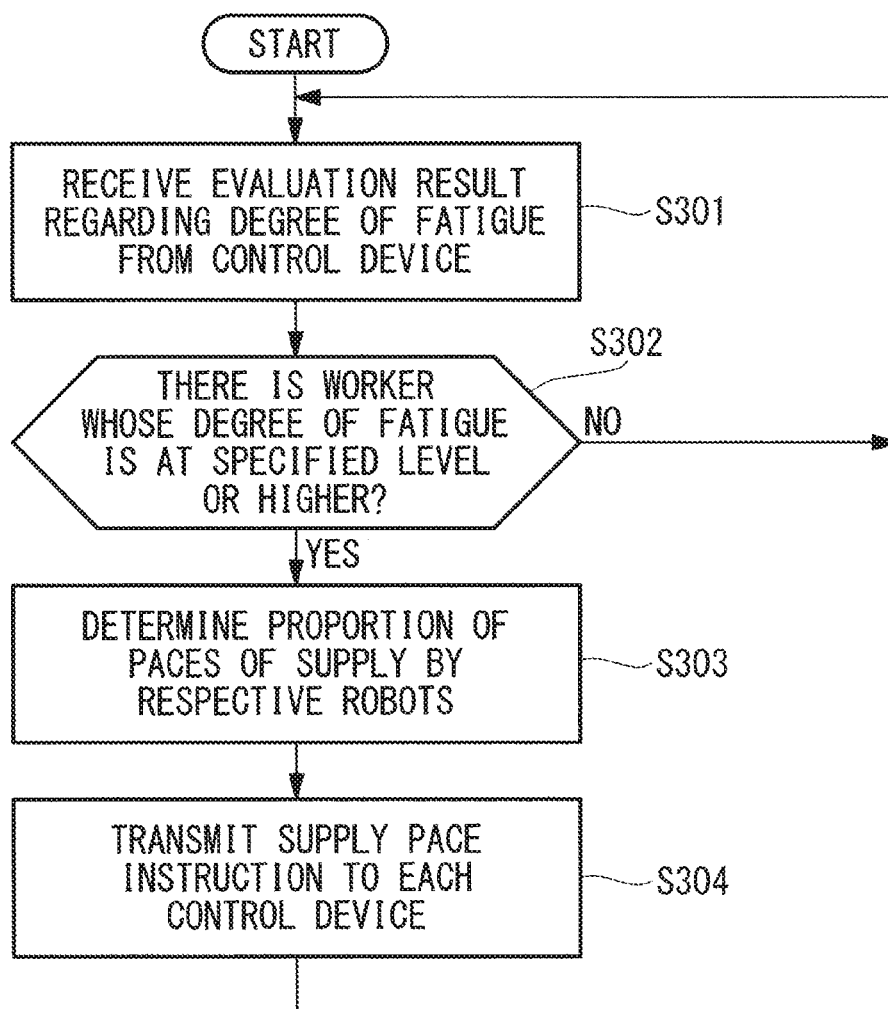 START
RECEIVE EVALUATION RESULT
REGARDING DEGREE OF FATIGUE
FROM CONTROL DEVICE
S301
S302
THERE IS WORKER
WHOSE DEGREE OF FATIGUE
IS AT SPECIFIED LEVEL
OR HIGHER?
NO
YES
DETERMINE PROPORTION OF
PACES OF SUPPLY BY
RESPECTIVE ROBOTS
S303
TRANSMIT SUPPLY PACE
INSTRUCTION TO EACH
CONTROL DEVICE
S304